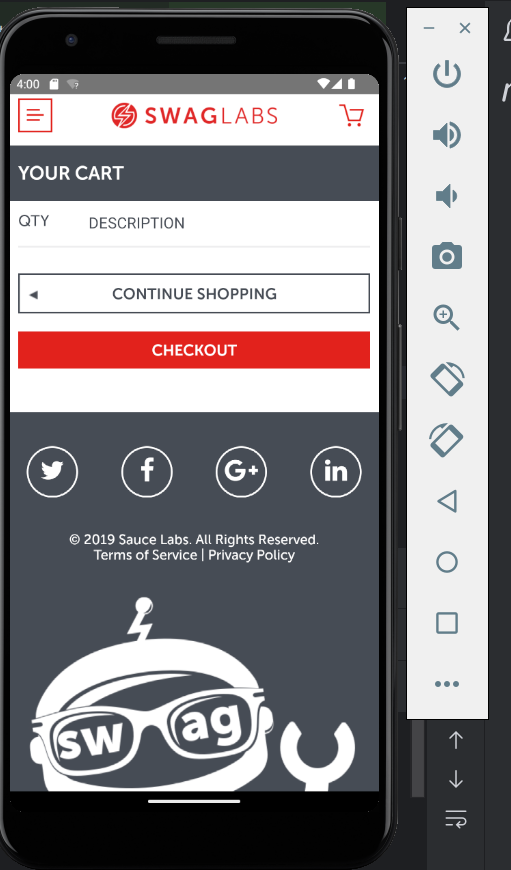 4:00
SWAGLABS
YOUR CART
QTY DESCRIPTION
CONTINUE SHOPPING
CHECKOUT
G+
in
© 2019 Sauce Labs. All Rights Reserved.
Terms of Service | Privacy Policy
sw ag